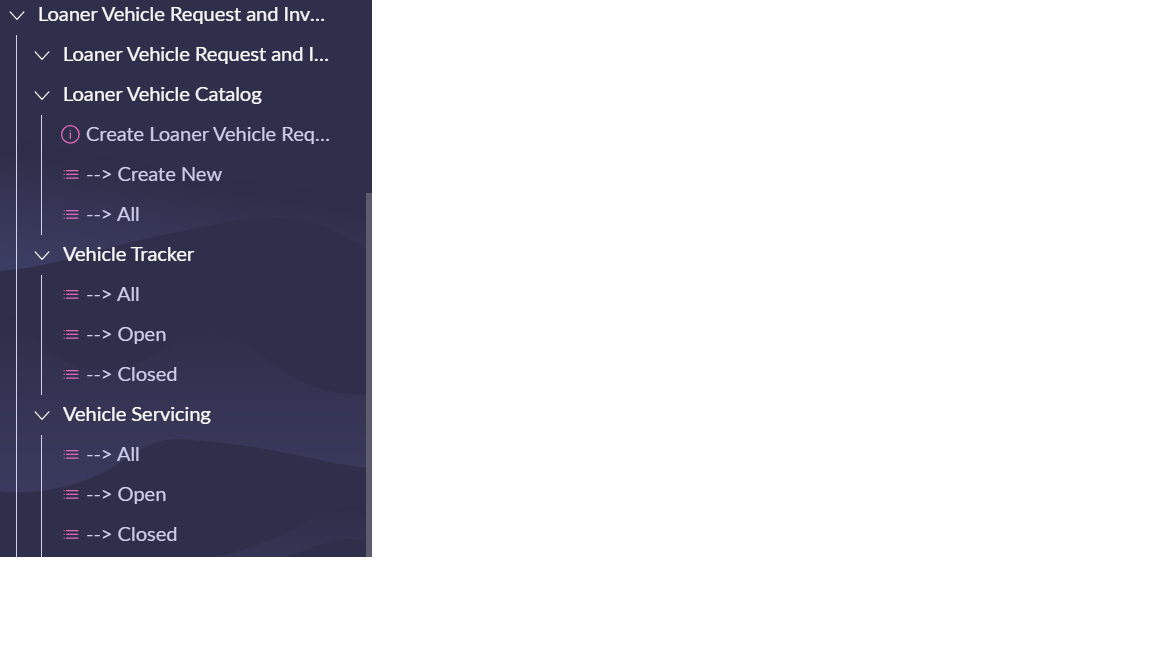 Loaner Vehicle Request and Inv...
Loaner Vehicle Request and I...
Loaner Vehicle Catalog
Create Loaner Vehicle Req...
--> Create New
--> All
Vehicle Tracker
--> All
--> Open
--> Closed
Vehicle Servicing
--> All
--> Open
--> Closed